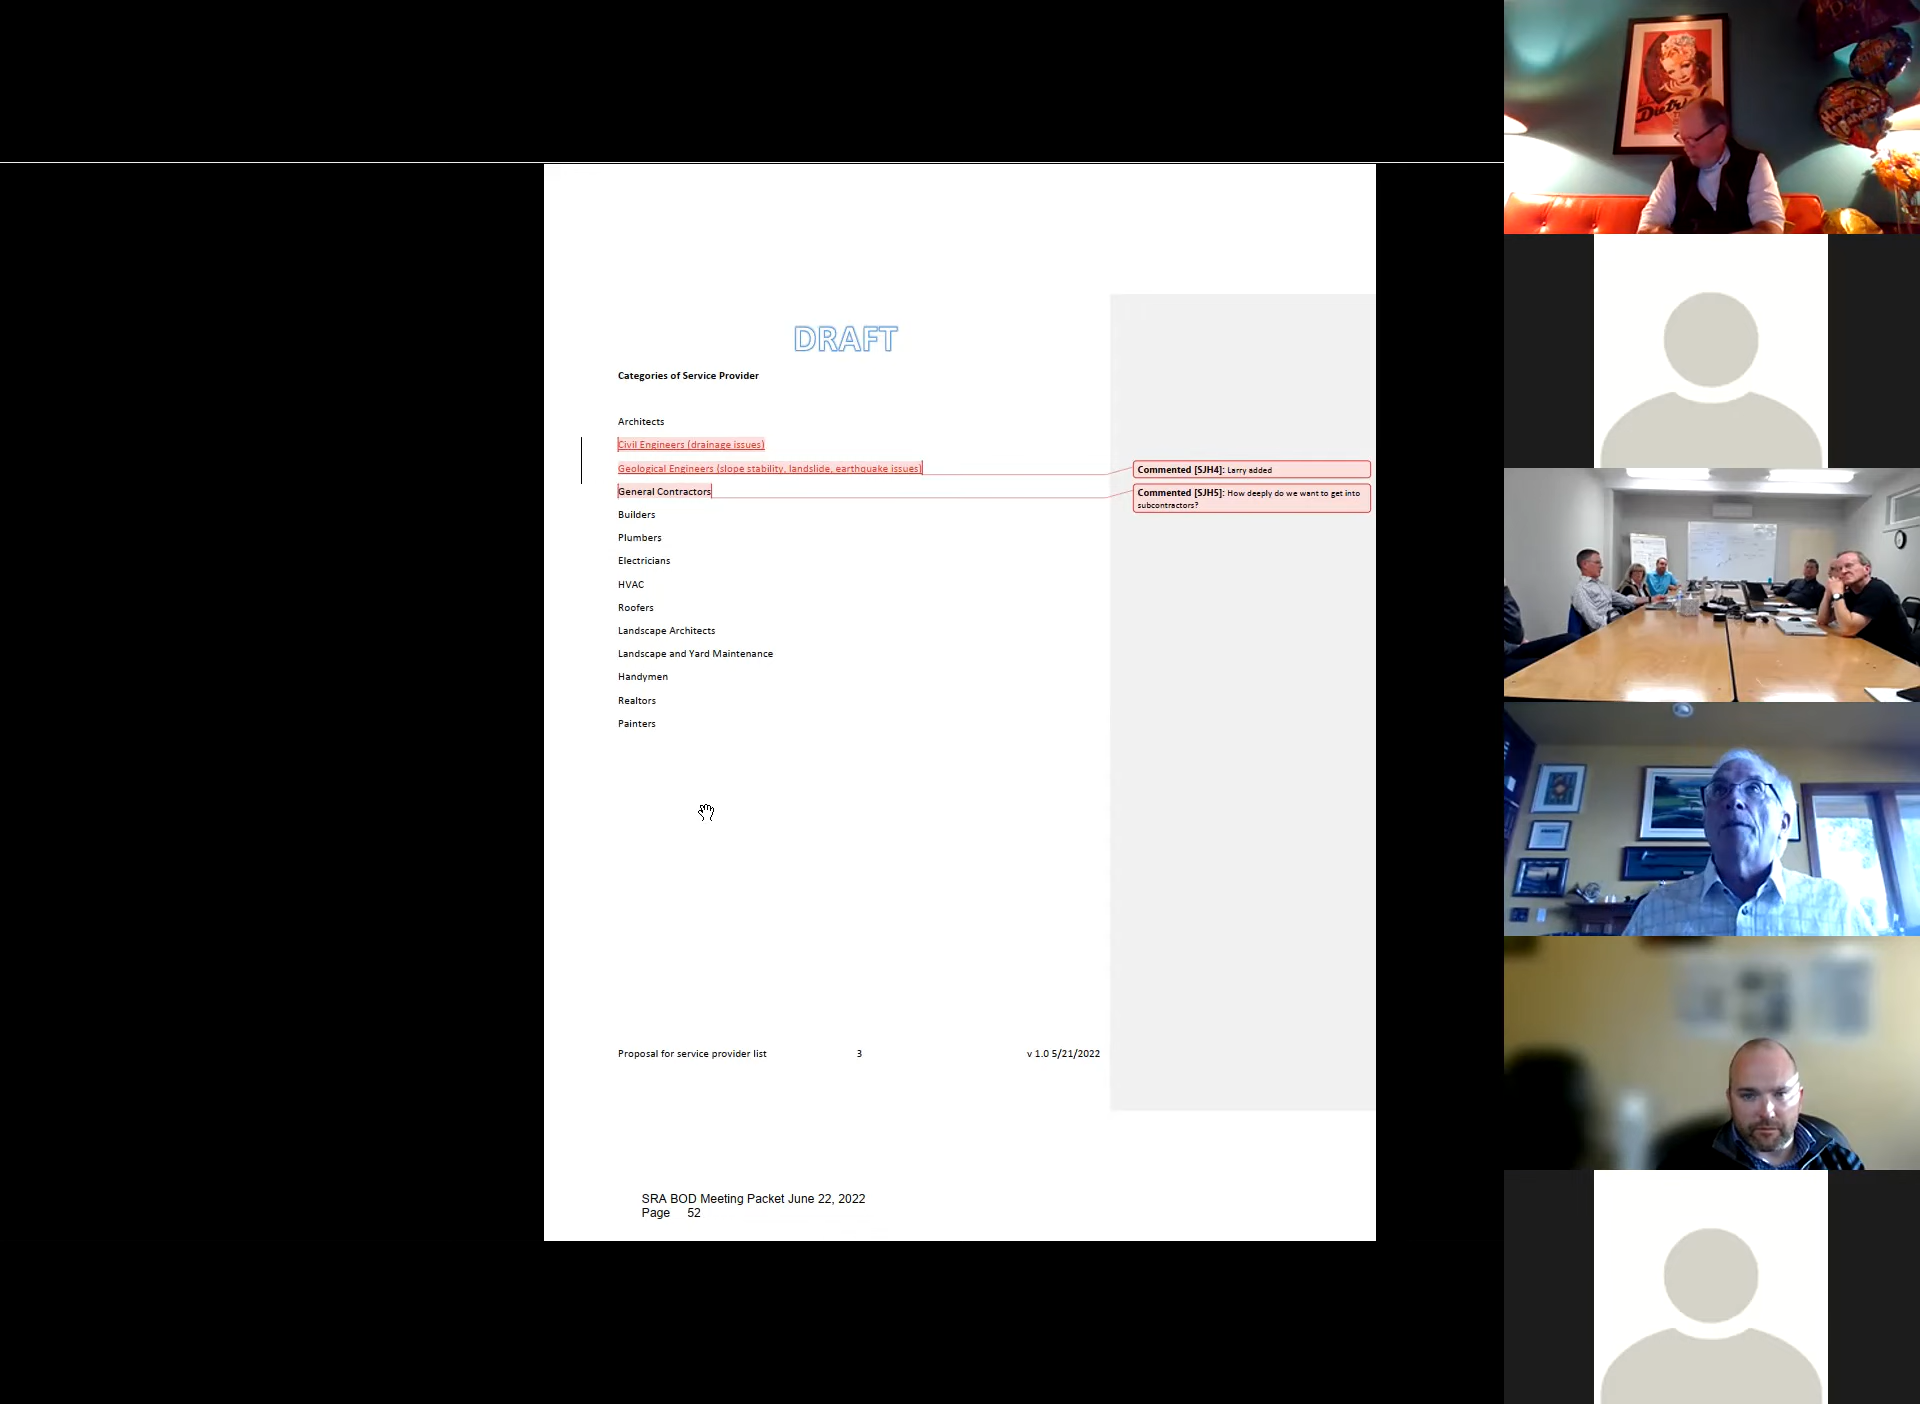 DRAFT
Categories of Service Provider
Architects
Civil Engineers (drainage issues)
Geological Engineers (slope stability, landslide, earthquake issues)
General Contractors
Builders
Plumbers
Electricians
HVAC
Roofers
Landscape Architects
Landscape and Yard Maintenance
Handymen
Realtors
Painters
Commented [SJH4]: Larry added
Commented [SJH5]: How deeply do we want to get into
subcontractors?
Proposal for service provider list 3 v 1.0 5/21/2022
SRA BOD Meeting Packet June 22, 2022
Page 52